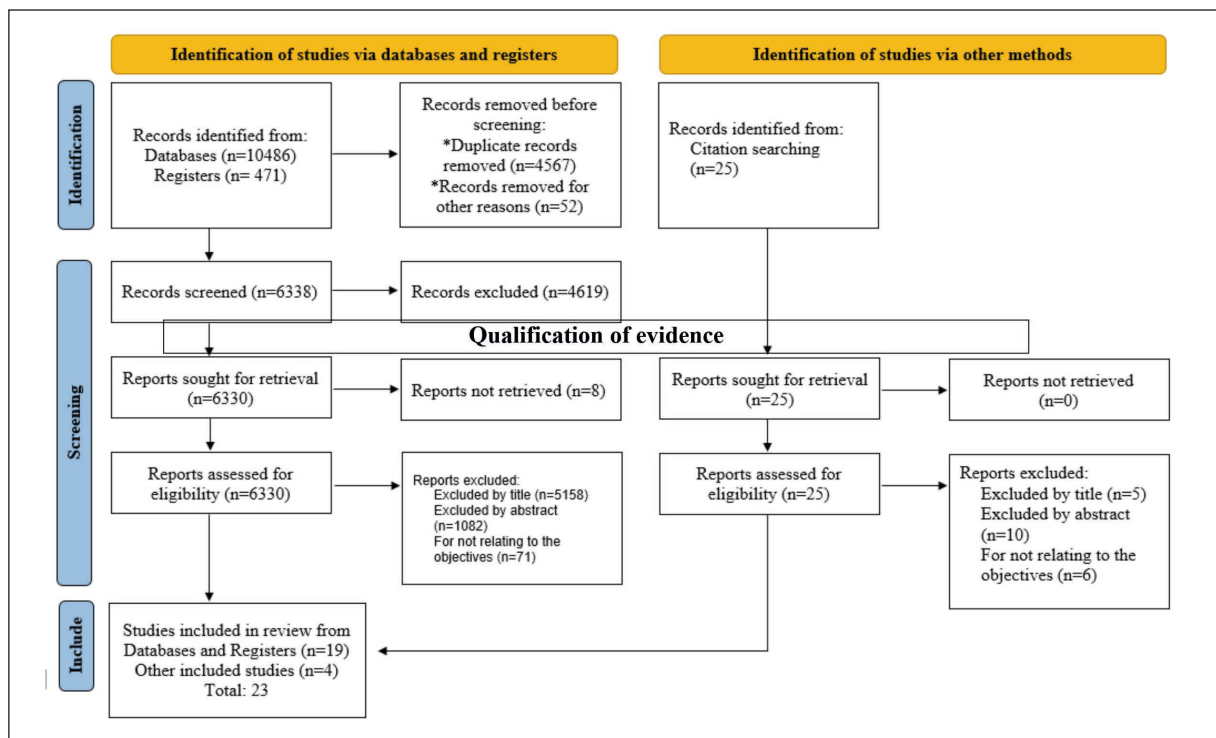 Identification of studies via databases and registers
Identification of studies via other methods
Identification
Records identified from:
Databases (n=10486)
Registers (n= 471)
Records removed before
screening:
*Duplicate records
removed (n=4567)
*Records removed for
other reasons (n=52)
Records identified from:
Citation searching
(n=25)
Screening
Records screened (n=6338)
Records excluded (n=4619)
Qualification of evidence
Reports sought for retrieval
(n=6330)
Reports not retrieved (n=8)
Reports sought for retrieval
(n=25)
Reports not retrieved
(n=0)
Reports assessed for
eligibility (n=6330)
Reports excluded:
Excluded by title (n=5158)
Excluded by abstract
(n=1082)
For not relating to the
objectives (n=71)
Reports assessed for
eligibility (n=25)
Reports excluded:
Excluded by title (n=5)
Excluded by abstract
(n=10)
For not relating to the
objectives (n=6)
Include
Studies included in review from
Databases and Registers (n=19)
Other included studies (n=4)
Total: 23